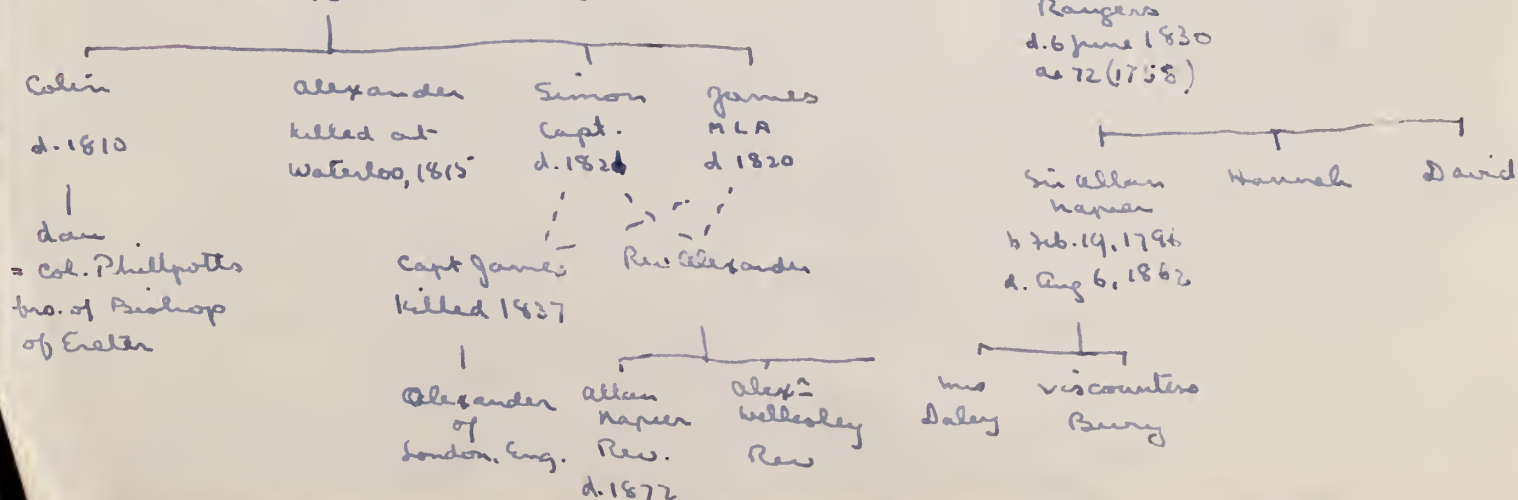 Rangers
d. 6 June 1830
ae 72 (1758)
Colin
d. 1810
dau
= Col. Phillpotts
bro. of Bishop
of Exeter
Alexander
killed at
Waterloo, 1815
Simon
Capt.
James
MLA
d 1820
Capt James
killed 1837
Rev Alexander
Alexander
of
London, Eng.
Allan
Napier
Rev.
d. 1877
Alexr
Wellesley
Rev
Sir Allan
Napier
b Feb. 19, 1796
d. Aug 6, 1862
Hannah
David
Mrs
Daley
Viscountess
Bury